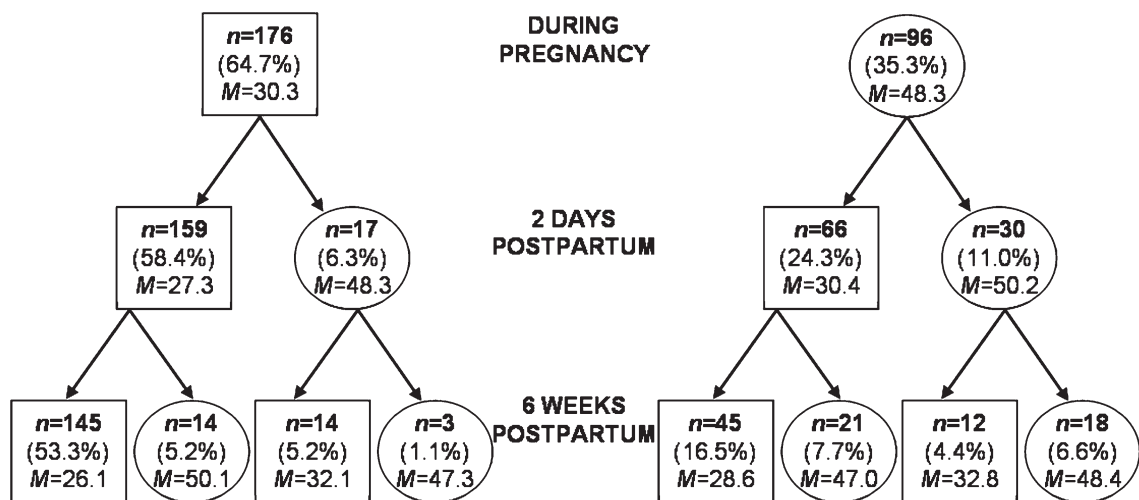 DURING
PREGNANCY
n=176
(64.7%)
M=30.3
n=96
(35.3%)
M=48.3
2 DAYS
POSTPARTUM
n=159
(58.4%)
M=27.3
n=17
(6.3%)
M=48.3
n=66
(24.3%)
M=30.4
n=30
(11.0%)
M=50.2
6 WEEKS
POSTPARTUM
n=145
(53.3%)
M=26.1
n=14
(5.2%)
M=50.1
n=14
(5.2%)
M=32.1
n=3
(1.1%)
M=47.3
n=45
(16.5%)
M=28.6
n=21
(7.7%)
M=47.0
n=12
(4.4%)
M=32.8
n=18
(6.6%)
M=48.4